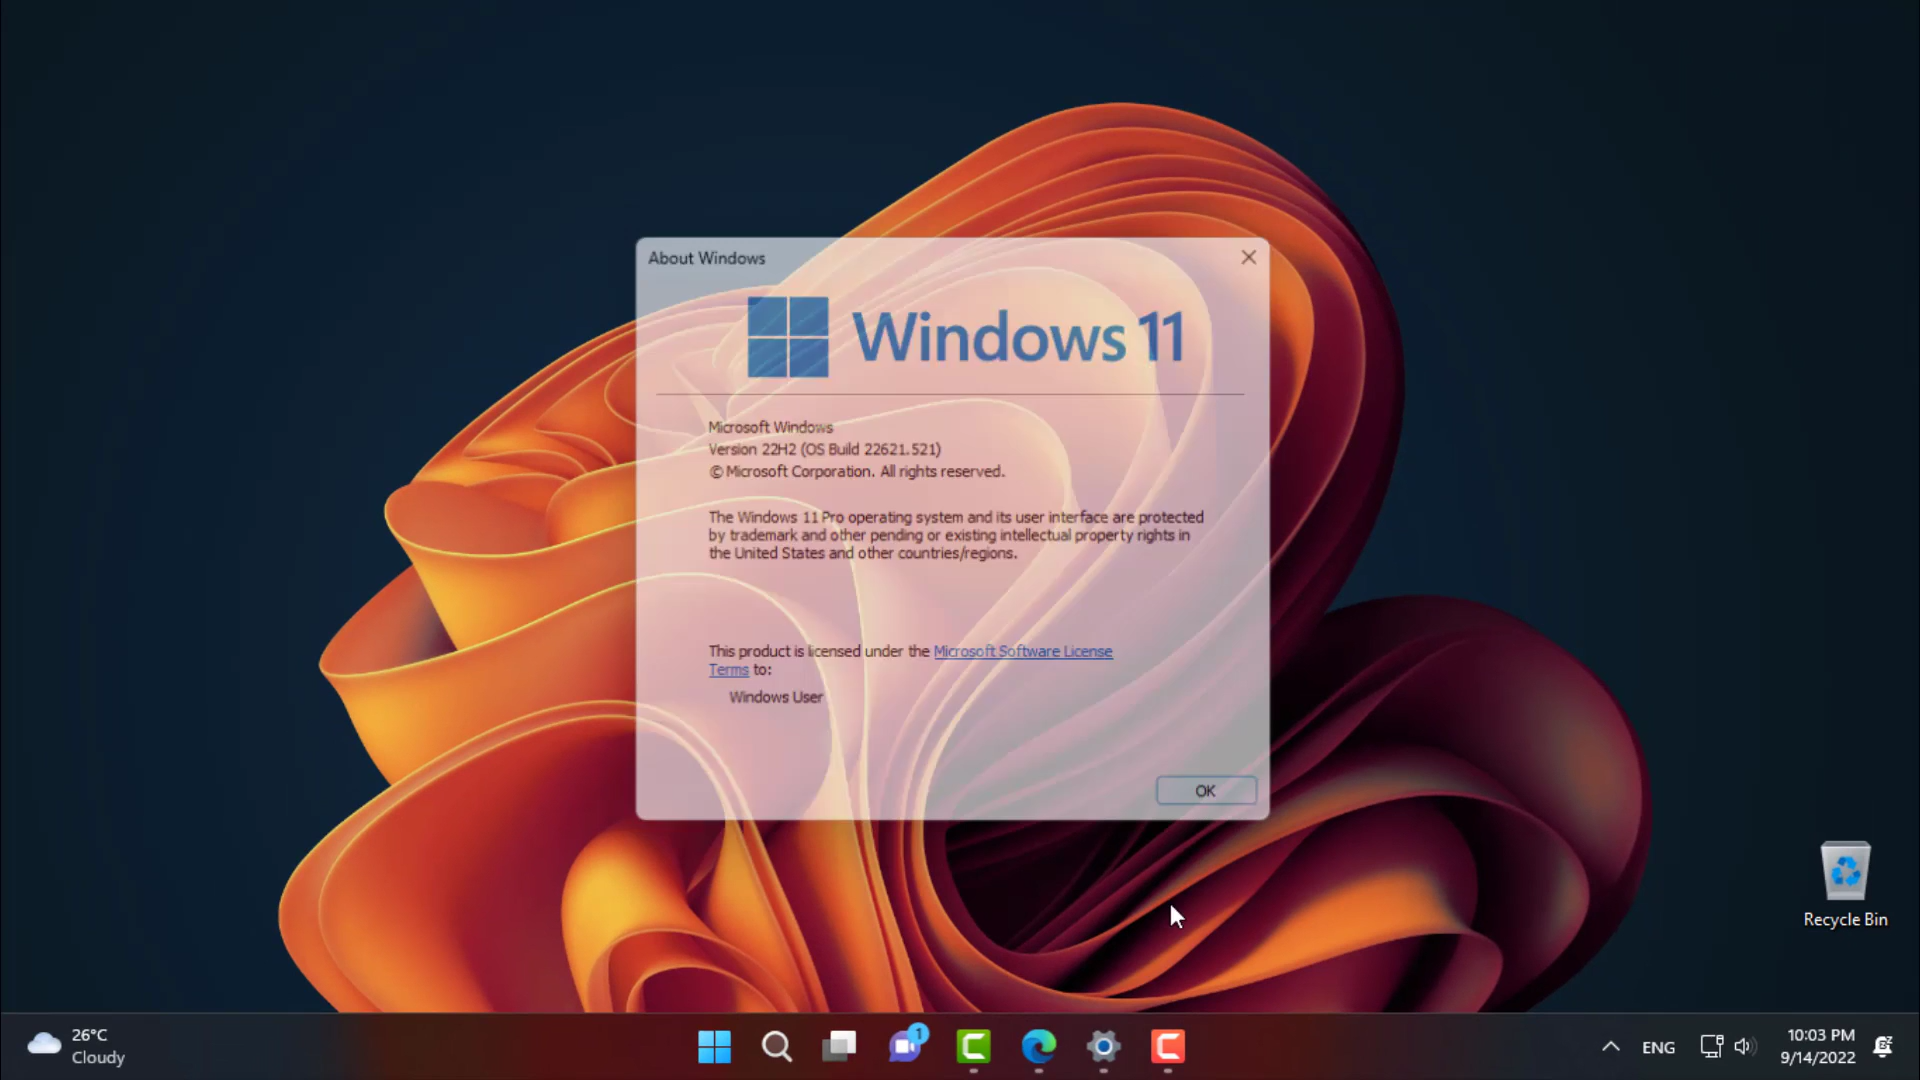 About Windows
Windows 11
Microsoft Windows
Version 22H2 (OS Build 22621.521)
© Microsoft Corporation. All rights reserved.
The Windows 11 Pro operating system and its user interface are protected
by trademark and other pending or existing intellectual property rights in
the United States and other countries/regions.
This product is licensed under the Microsoft Software License
Terms to:
Windows User
OK
Recycle Bin
26°C
Cloudy
1
ENG
10:03 PM
9/14/2022